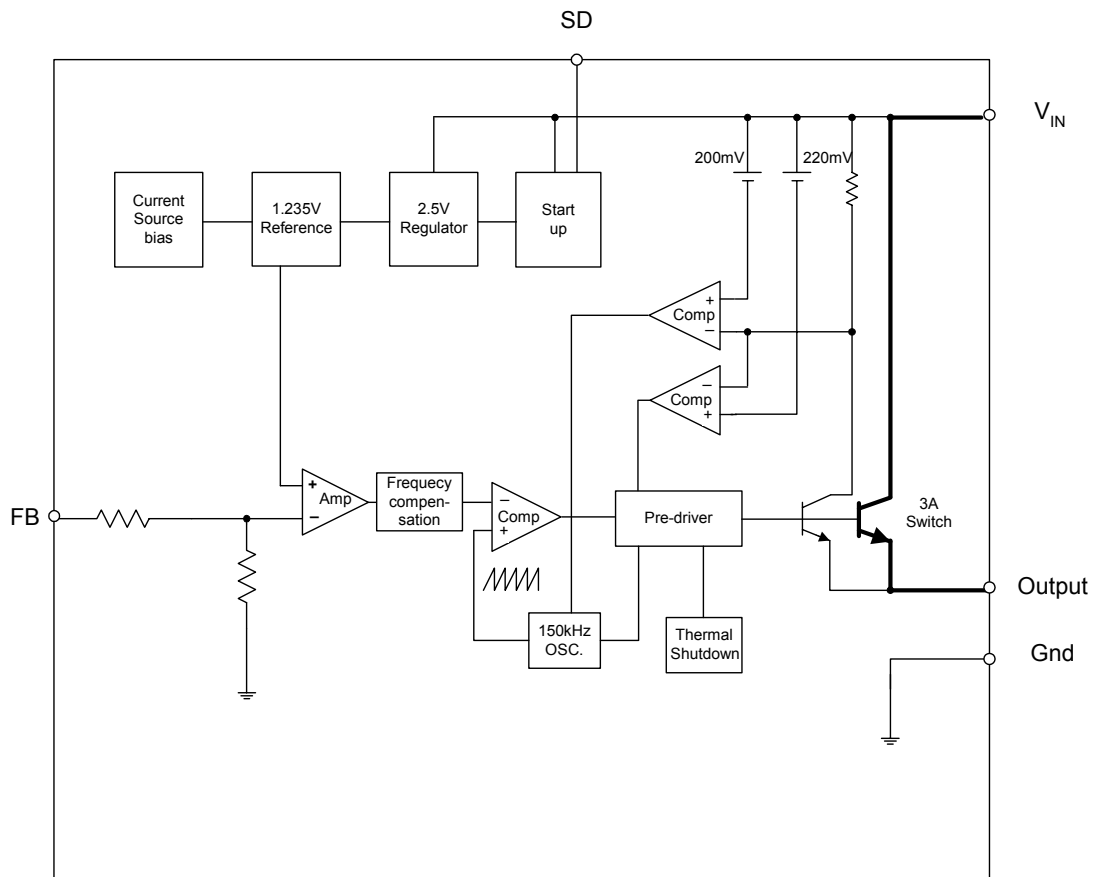 SD
V_IN
200mV
220mV
Current
Source
bias
1.235V
Reference
2.5V
Regulator
Start
up
+
Comp
−
−
Comp
+
FB
+
Amp
−
Frequecy
compen-
sation
−
Comp
+
Pre-driver
3A
Switch
Output
150kHz
OSC.
Thermal
Shutdown
Gnd